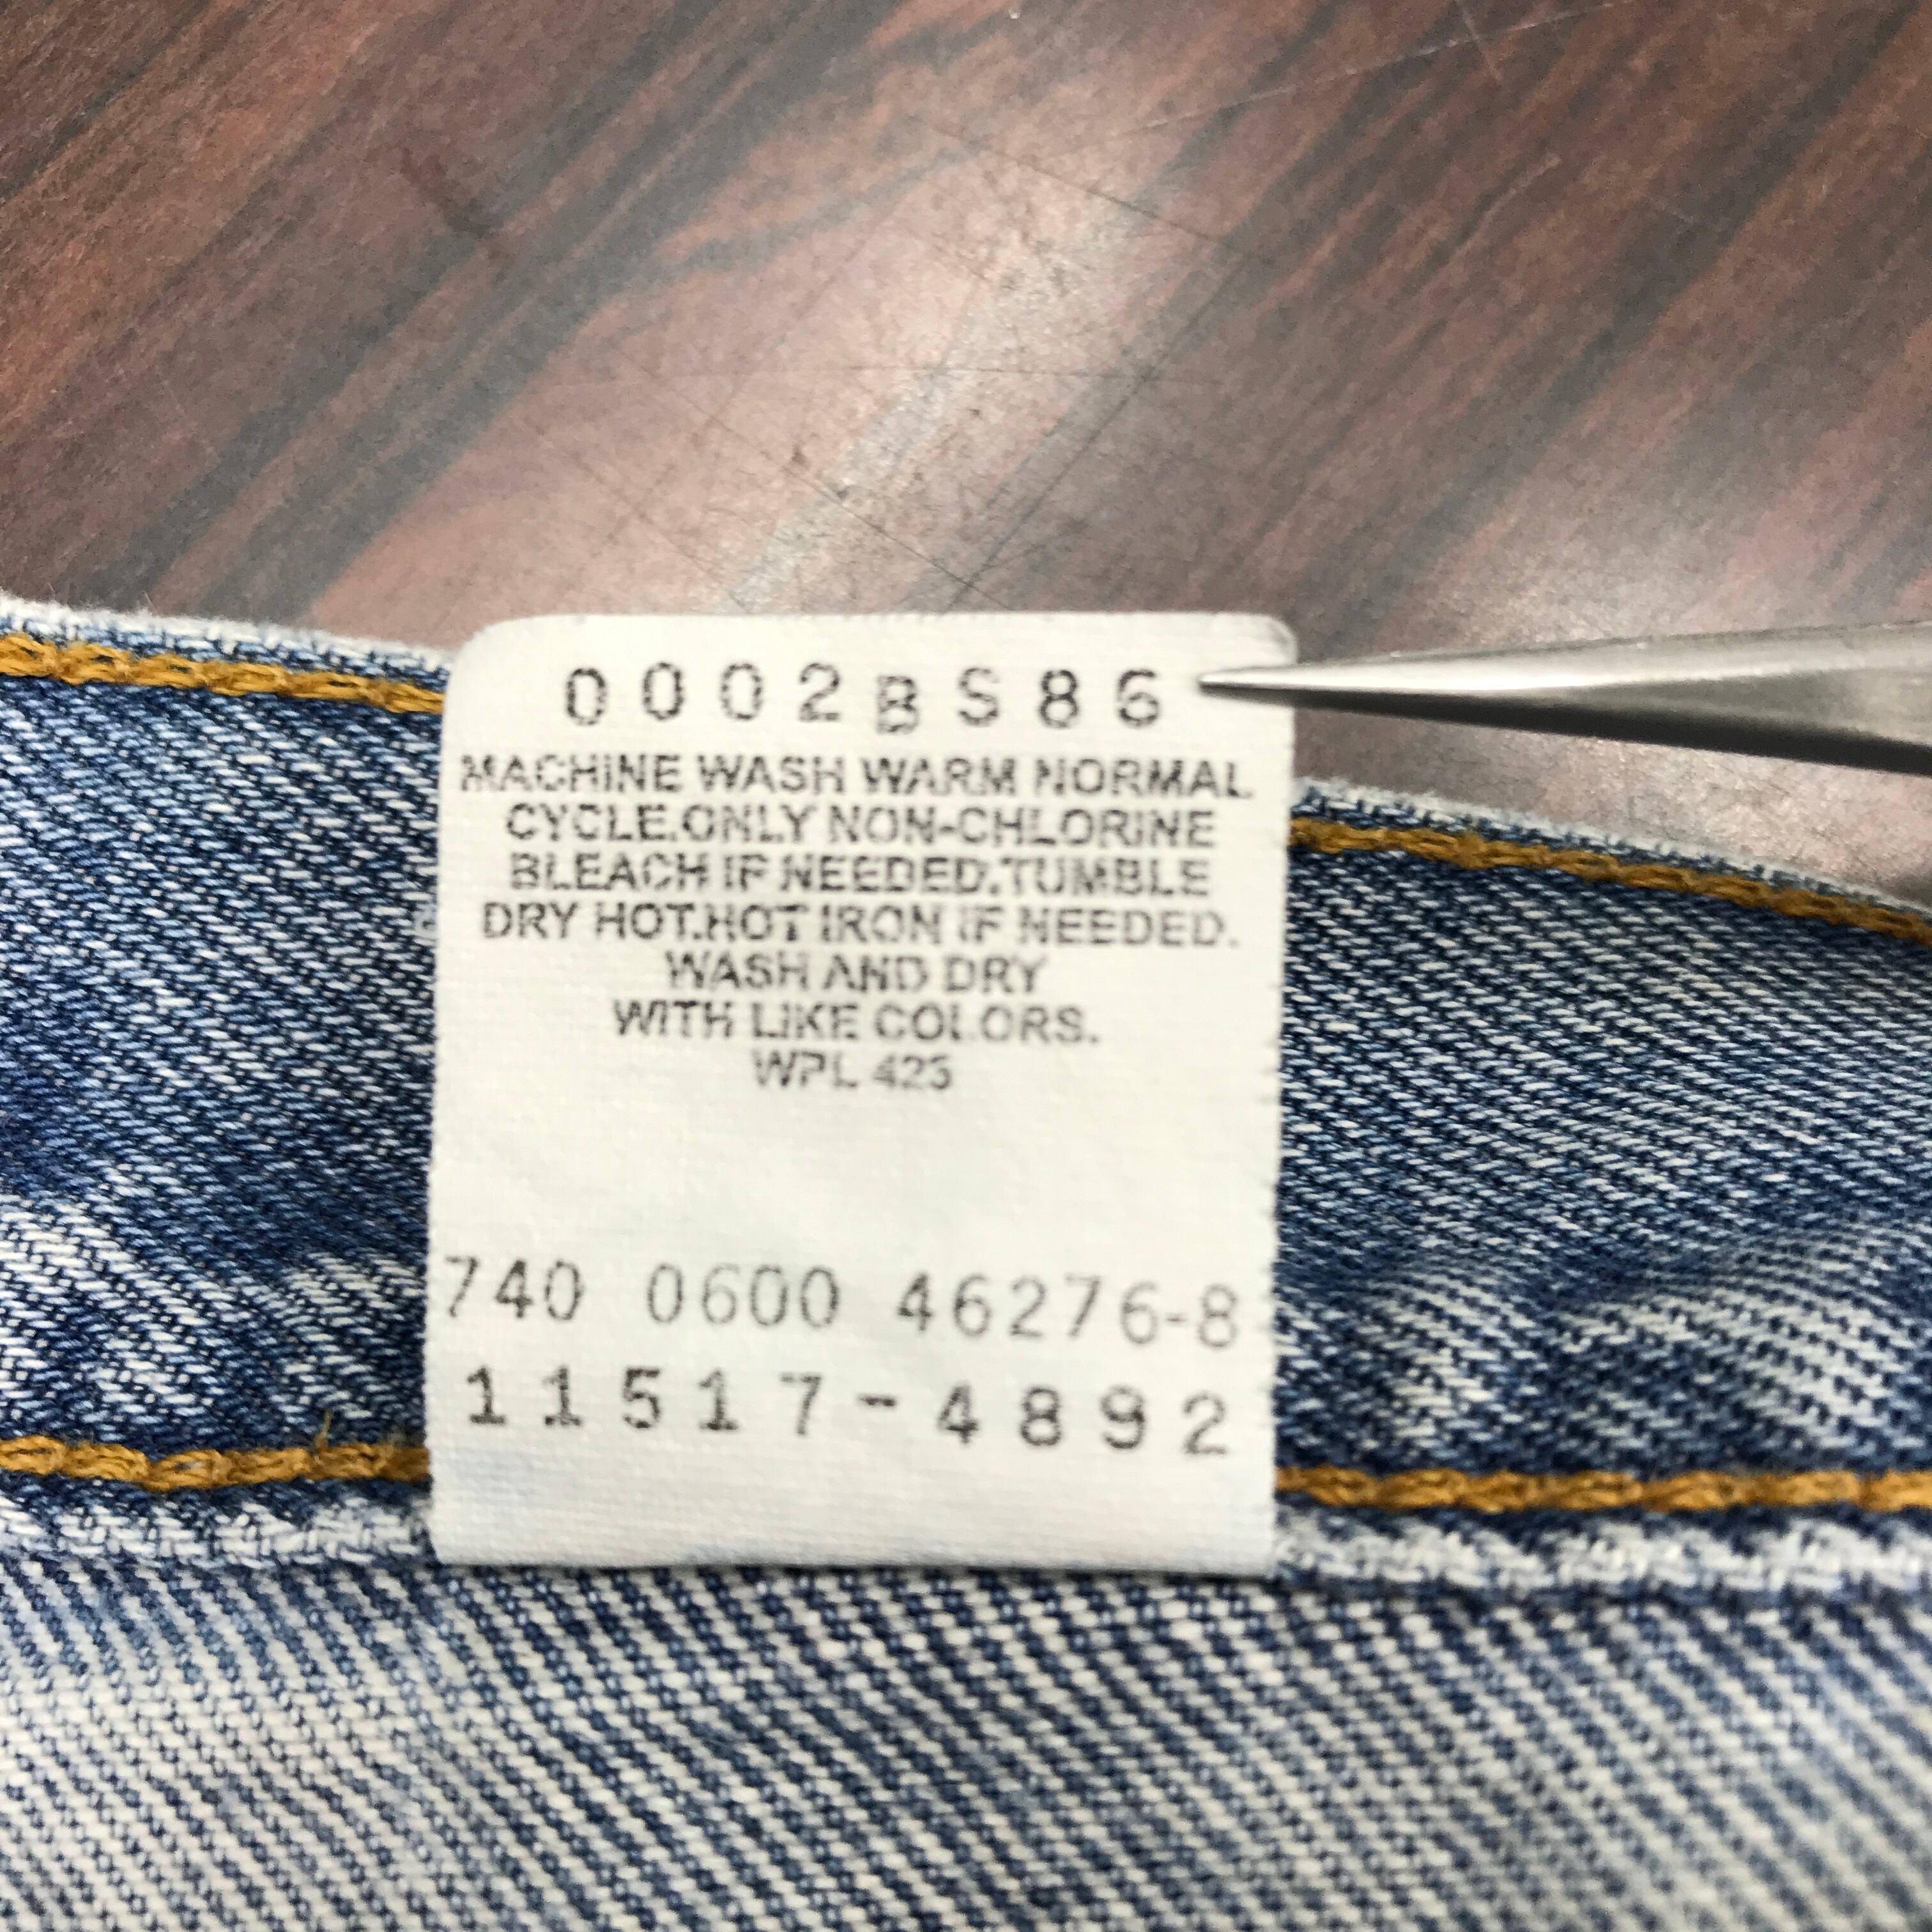 0002BS86
MACHINE WASH WARM NORMAL
CYCLE.ONLY NON-CHLORINE
BLEACH IF NEEDED.TUMBLE
DRY HOT.HOT IRON IF NEEDED.
WASH AND DRY
WITH LIKE COLORS.
WPL 423
740 0600 46276-8
11517-4892